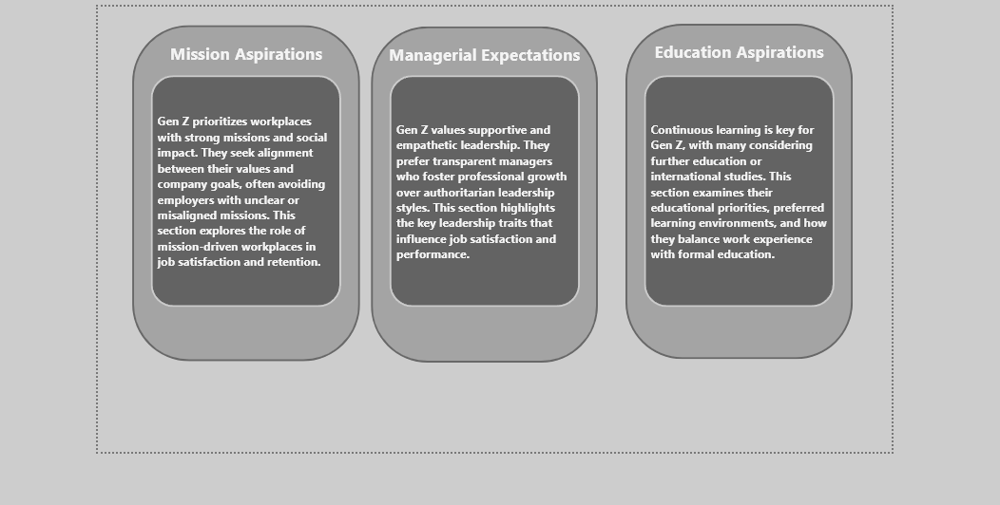 Mission Aspirations
Gen Z prioritizes workplaces
with strong missions and social
impact. They seek alignment
between their values and
company goals, often avoiding
employers with unclear or
misaligned missions. This
section explores the role of
mission-driven workplaces in
job satisfaction and retention.
Managerial Expectations
Gen Z values supportive and
empathetic leadership. They
prefer transparent managers
who foster professional growth
over authoritarian leadership
styles. This section highlights
the key leadership traits that
influence job satisfaction and
performance.
Education Aspirations
Continuous learning is key for
Gen Z, with many considering
further education or
international studies. This
section examines their
educational priorities, preferred
learning environments, and how
they balance work experience
with formal education.